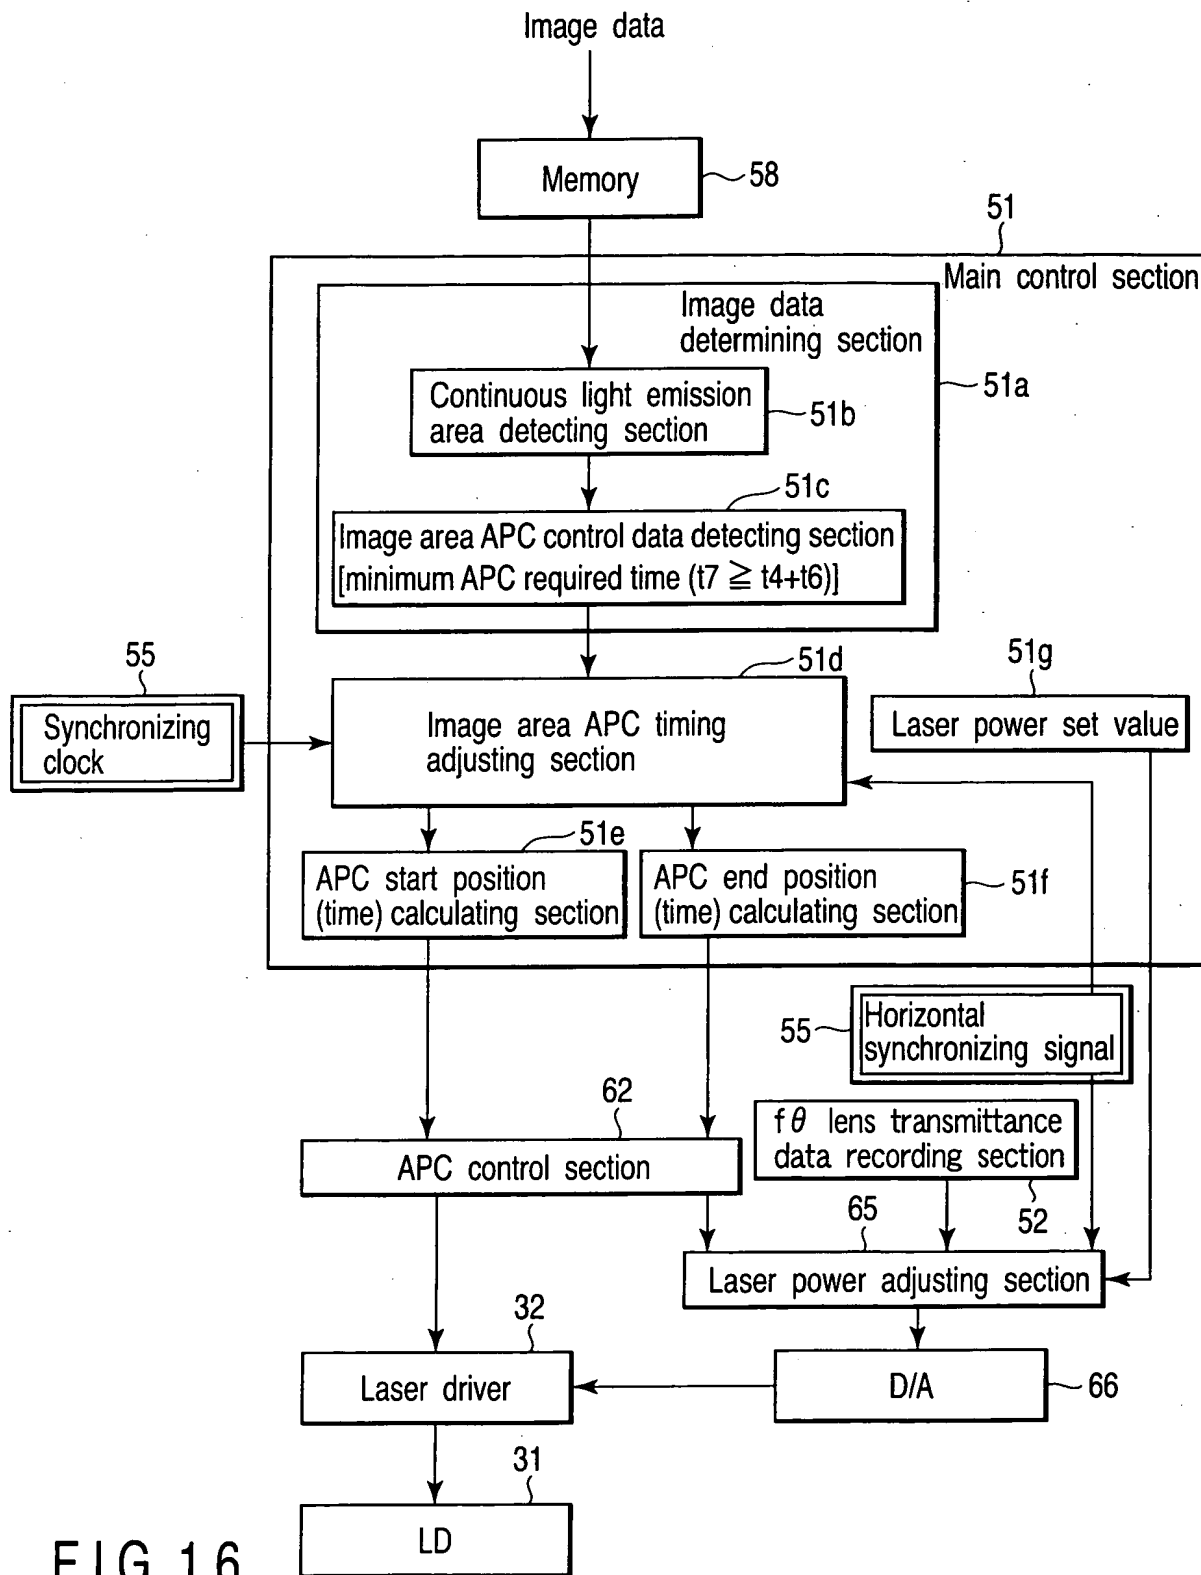 Image data
Memory
58
51
Main control section
Image data
determining section
51a
Continuous light emission
area detecting section
51b
51c
Image area APC control data detecting section
[minimum APC required time (t7 ≧ t4+t6)]
55
Synchronizing
clock
51d
Image area APC timing
adjusting section
51g
Laser power set value
51e
APC start position
(time) calculating section
APC end position
(time) calculating section
51f
55
Horizontal
synchronizing signal
62
APC control section
fθ lens transmittance
data recording section
52
65
Laser power adjusting section
32
Laser driver
D/A
66
31
LD
FIG.16